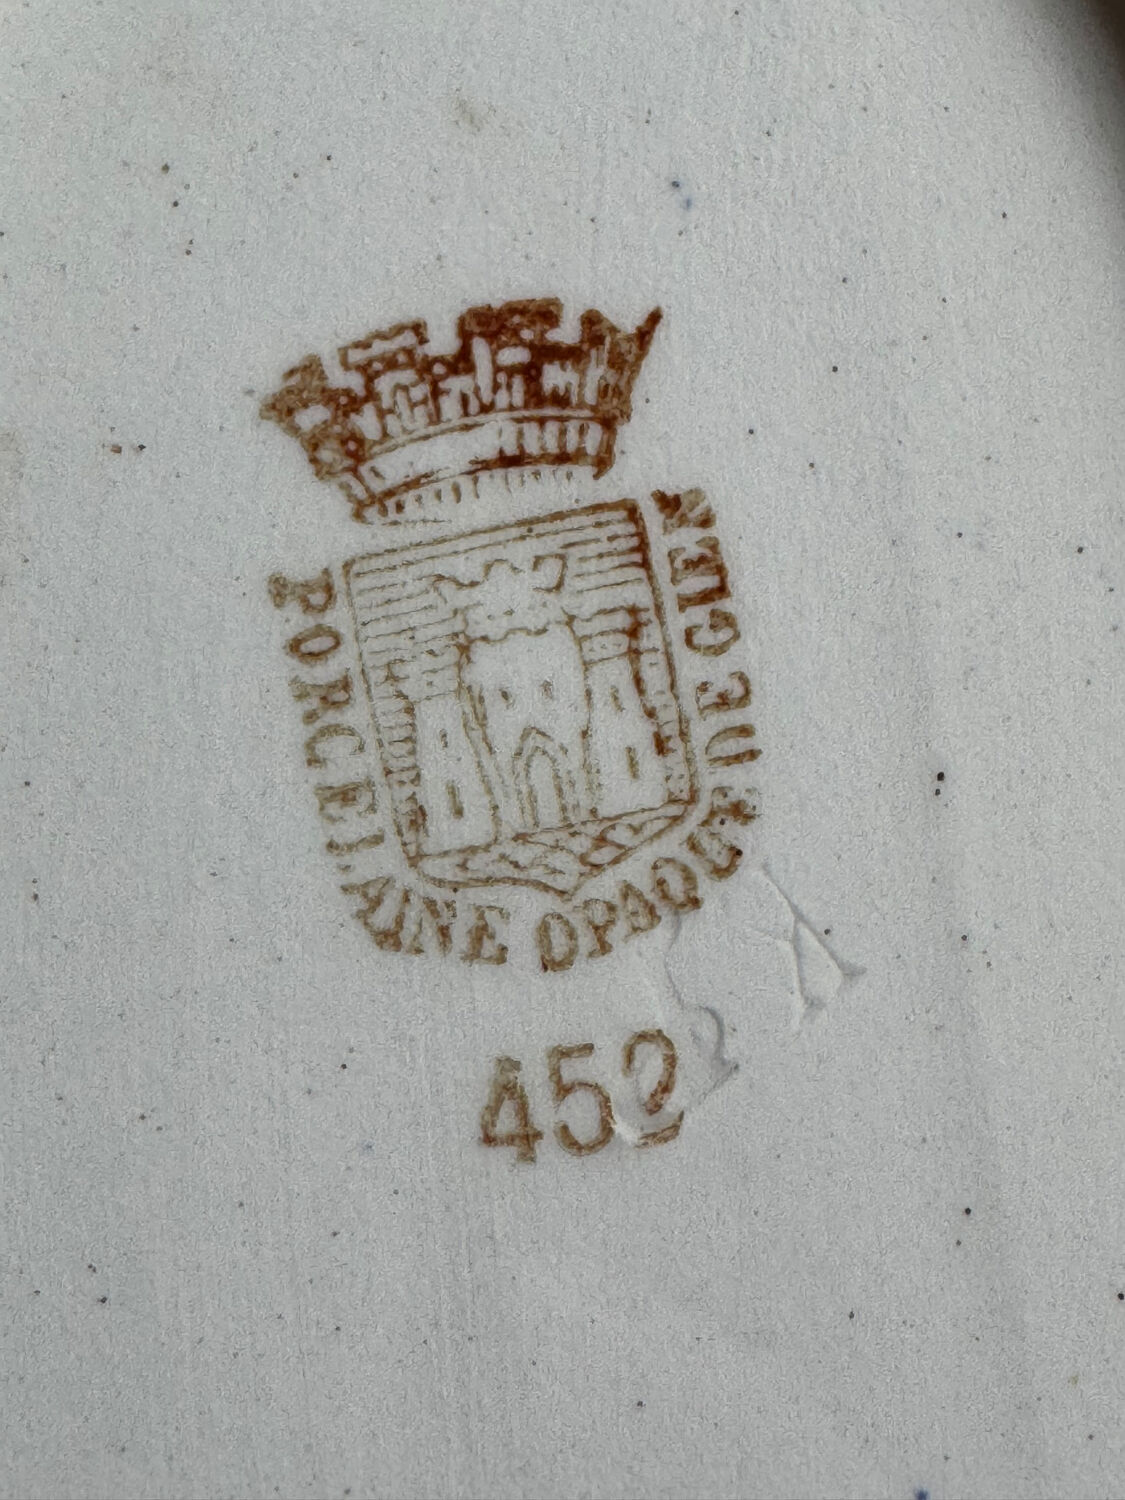 PORCELAINE OPAQUE DE GIEN
452